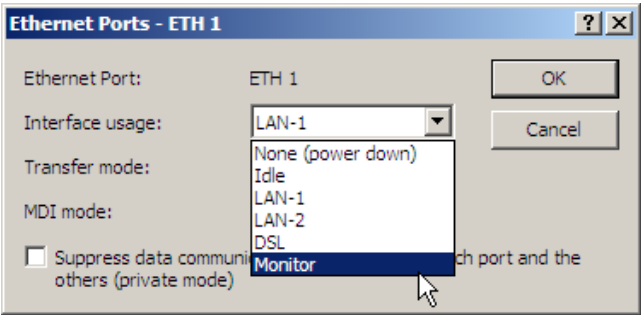 Ethernet Ports - ETH 1
Ethernet Port: ETH 1 OK
Interface usage: LAN-1 Cancel
None (power down)
Transfer mode:
Idle
LAN-1
MDI mode:
LAN-2
DSL
Suppress data communi ch port and the
Monitor
others (private mode)